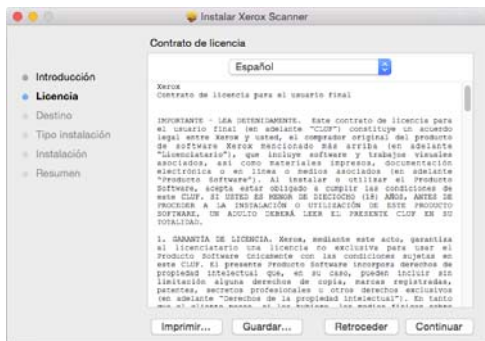 Instalar Xerox Scanner
Contrato de licencia
Español
Introducción
Licencia
Destino
Tipo instalación
Instalación
Resumen
Xerox
Contrato de licencia para el usuario final
IMPORTANTE - LEA DETENIDAMENTE. Este contrato de licencia para
el usuario final (en adelante "CLUF") constituye un acuerdo
legal entre Xerox y usted, el comprador original del producto
de software Xerox mencionado más arriba (en adelante
"Licenciatario"), que incluye software y trabajos visuales
asociados, así como materiales impresos, documentación
electrónica o en línea o medios asociados (en adelante
"Producto Software"). Al instalar o utilizar el Producto
Software, acepta estar obligado a cumplir las condiciones de
este CLUF. SI USTED ES MENOR DE DIECIOCHO (18) AÑOS, ANTES DE
PROCEDER A LA INSTALACIÓN O UTILIZACIÓN DE ESTE PRODUCTO
SOFTWARE, UN ADULTO DEBERÁ LEER EL PRESENTE CLUF EN SU
TOTALIDAD.
1. GARANTÍA DE LICENCIA. Xerox, mediante este acto, garantiza
al licenciatario una licencia no exclusiva para usar el
Producto Software únicamente con las condiciones sujetas en
este CLUF. El presente Producto Software incorpora derechos de
propiedad intelectual que, en su caso, pueden incluir sin
limitación alguna derechos de copia, marcas registradas,
patentes, secretos profesionales u otros derechos exclusivos
(en adelante "Derechos de la propiedad intelectual"). En tanto
Imprimir...
Guardar...
Retroceder
Continuar